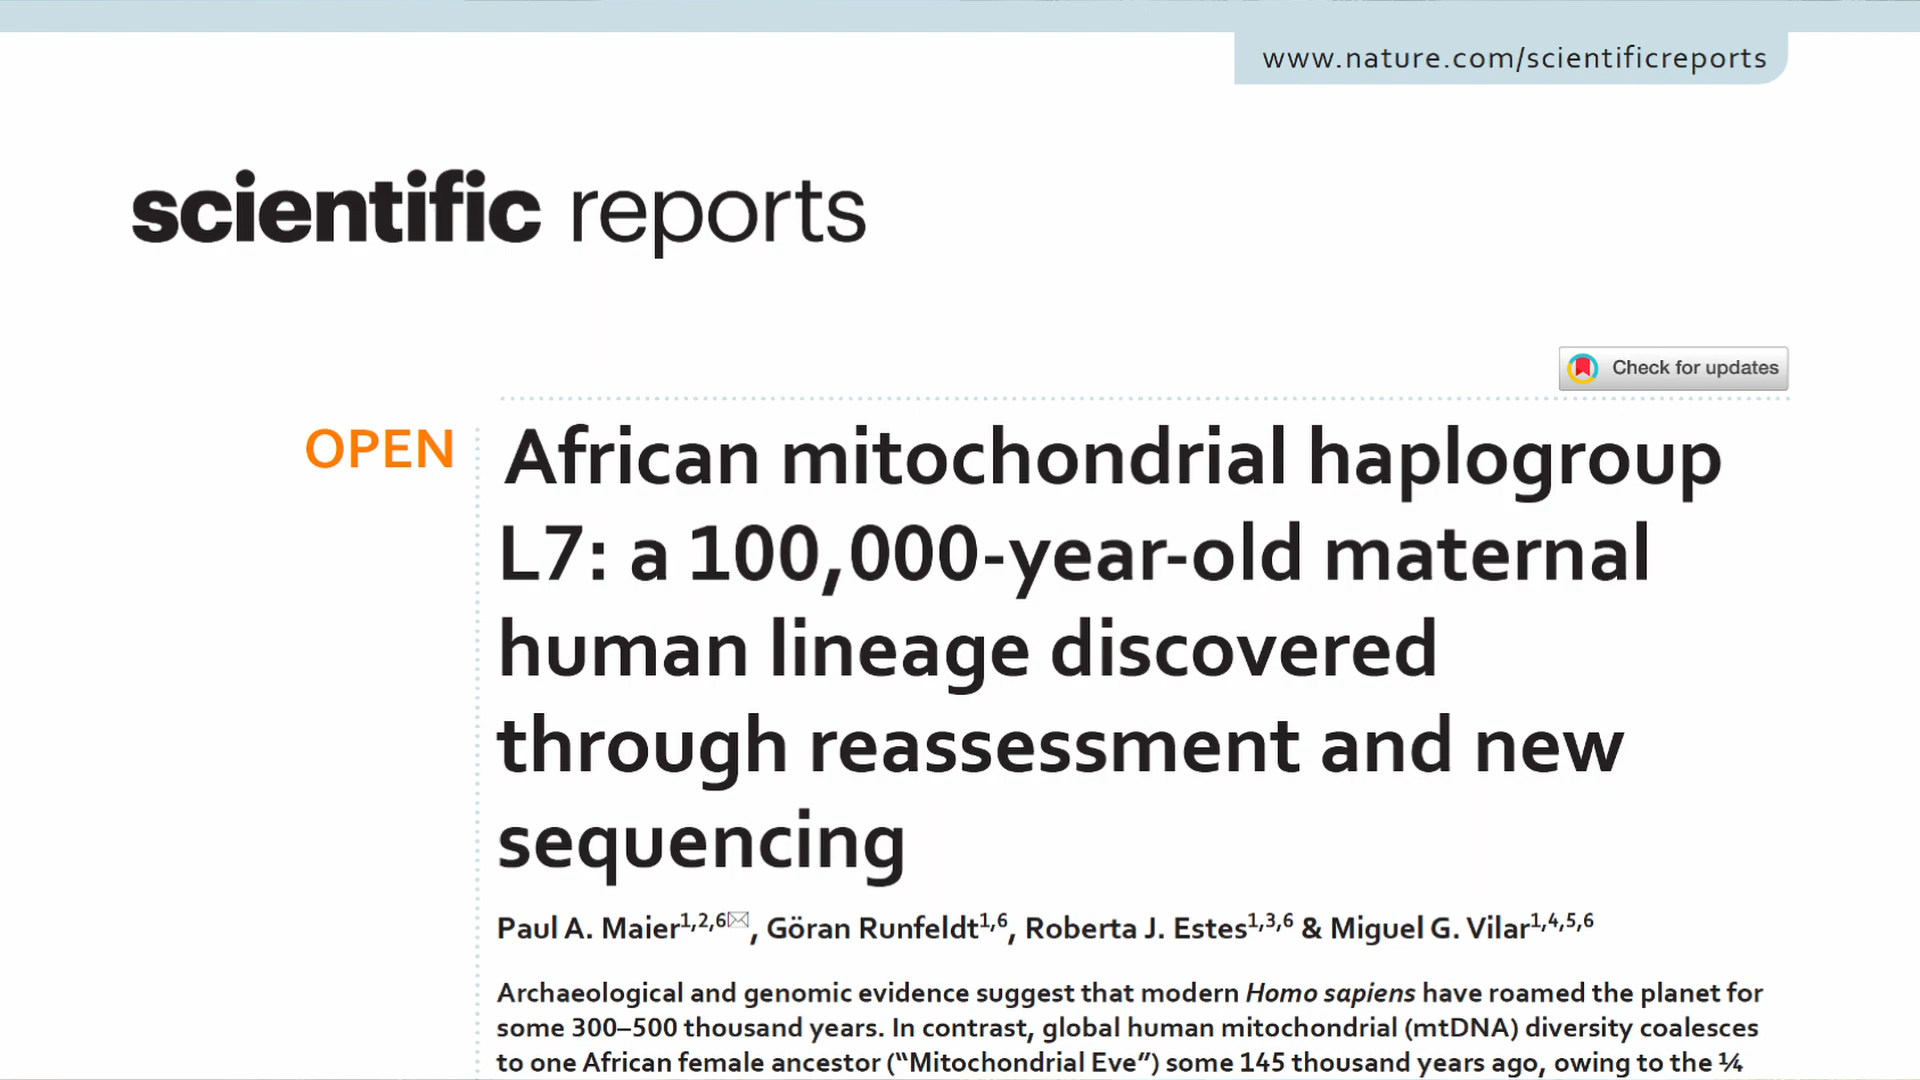 www.nature.com/scientificreports
scientific reports
Check for updates
OPEN
African mitochondrial haplogroup
L7: a 100,000-year-old maternal
human lineage discovered
through reassessment and new
sequencing
Paul A. Maier1,2,6✉, Göran Runfeldt1,6, Roberta J. Estes1,3,6 & Miguel G. Vilar1,4,5,6
Archaeological and genomic evidence suggest that modern Homo sapiens have roamed the planet for
some 300–500 thousand years. In contrast, global human mitochondrial (mtDNA) diversity coalesces
to one African female ancestor (“Mitochondrial Eve”) some 145 thousand years ago, owing to the ¼